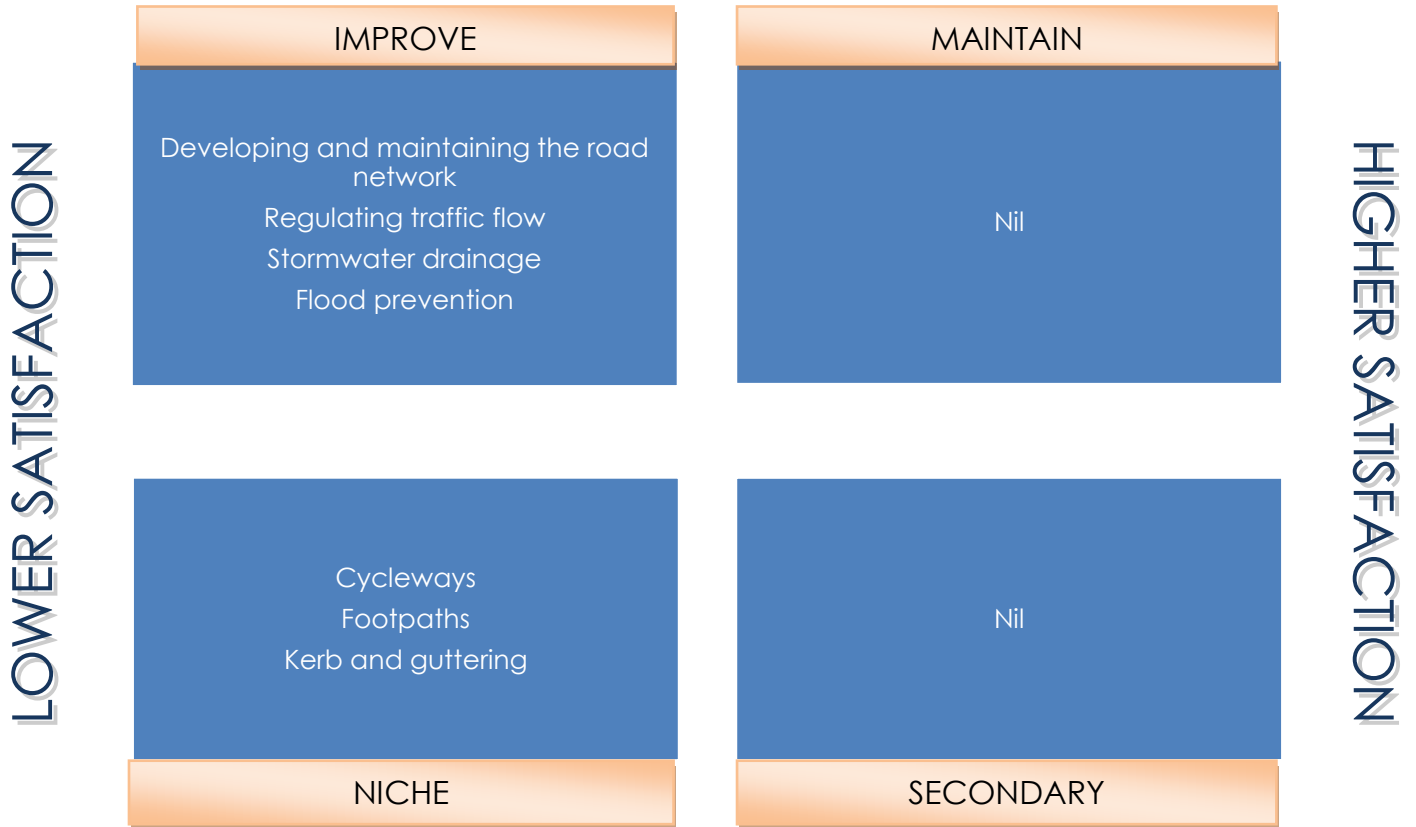 IMPROVE
MAINTAIN
LOWER SATISFACTION
Developing and maintaining the road
network
Regulating traffic flow
Stormwater drainage
Flood prevention
Nil
HIGHER SATISFACTION
Cycleways
Footpaths
Kerb and guttering
Nil
NICHE
SECONDARY